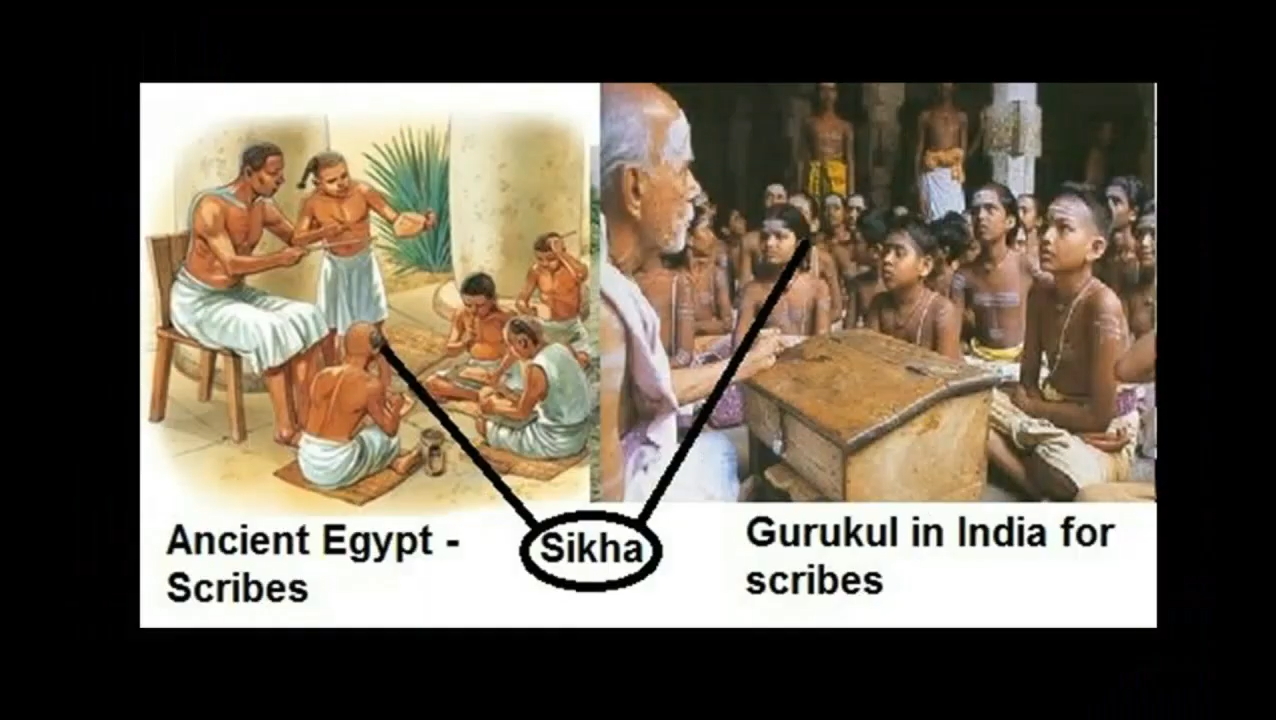 Ancient Egypt -
Scribes
Sikha
Gurukul in India for
scribes